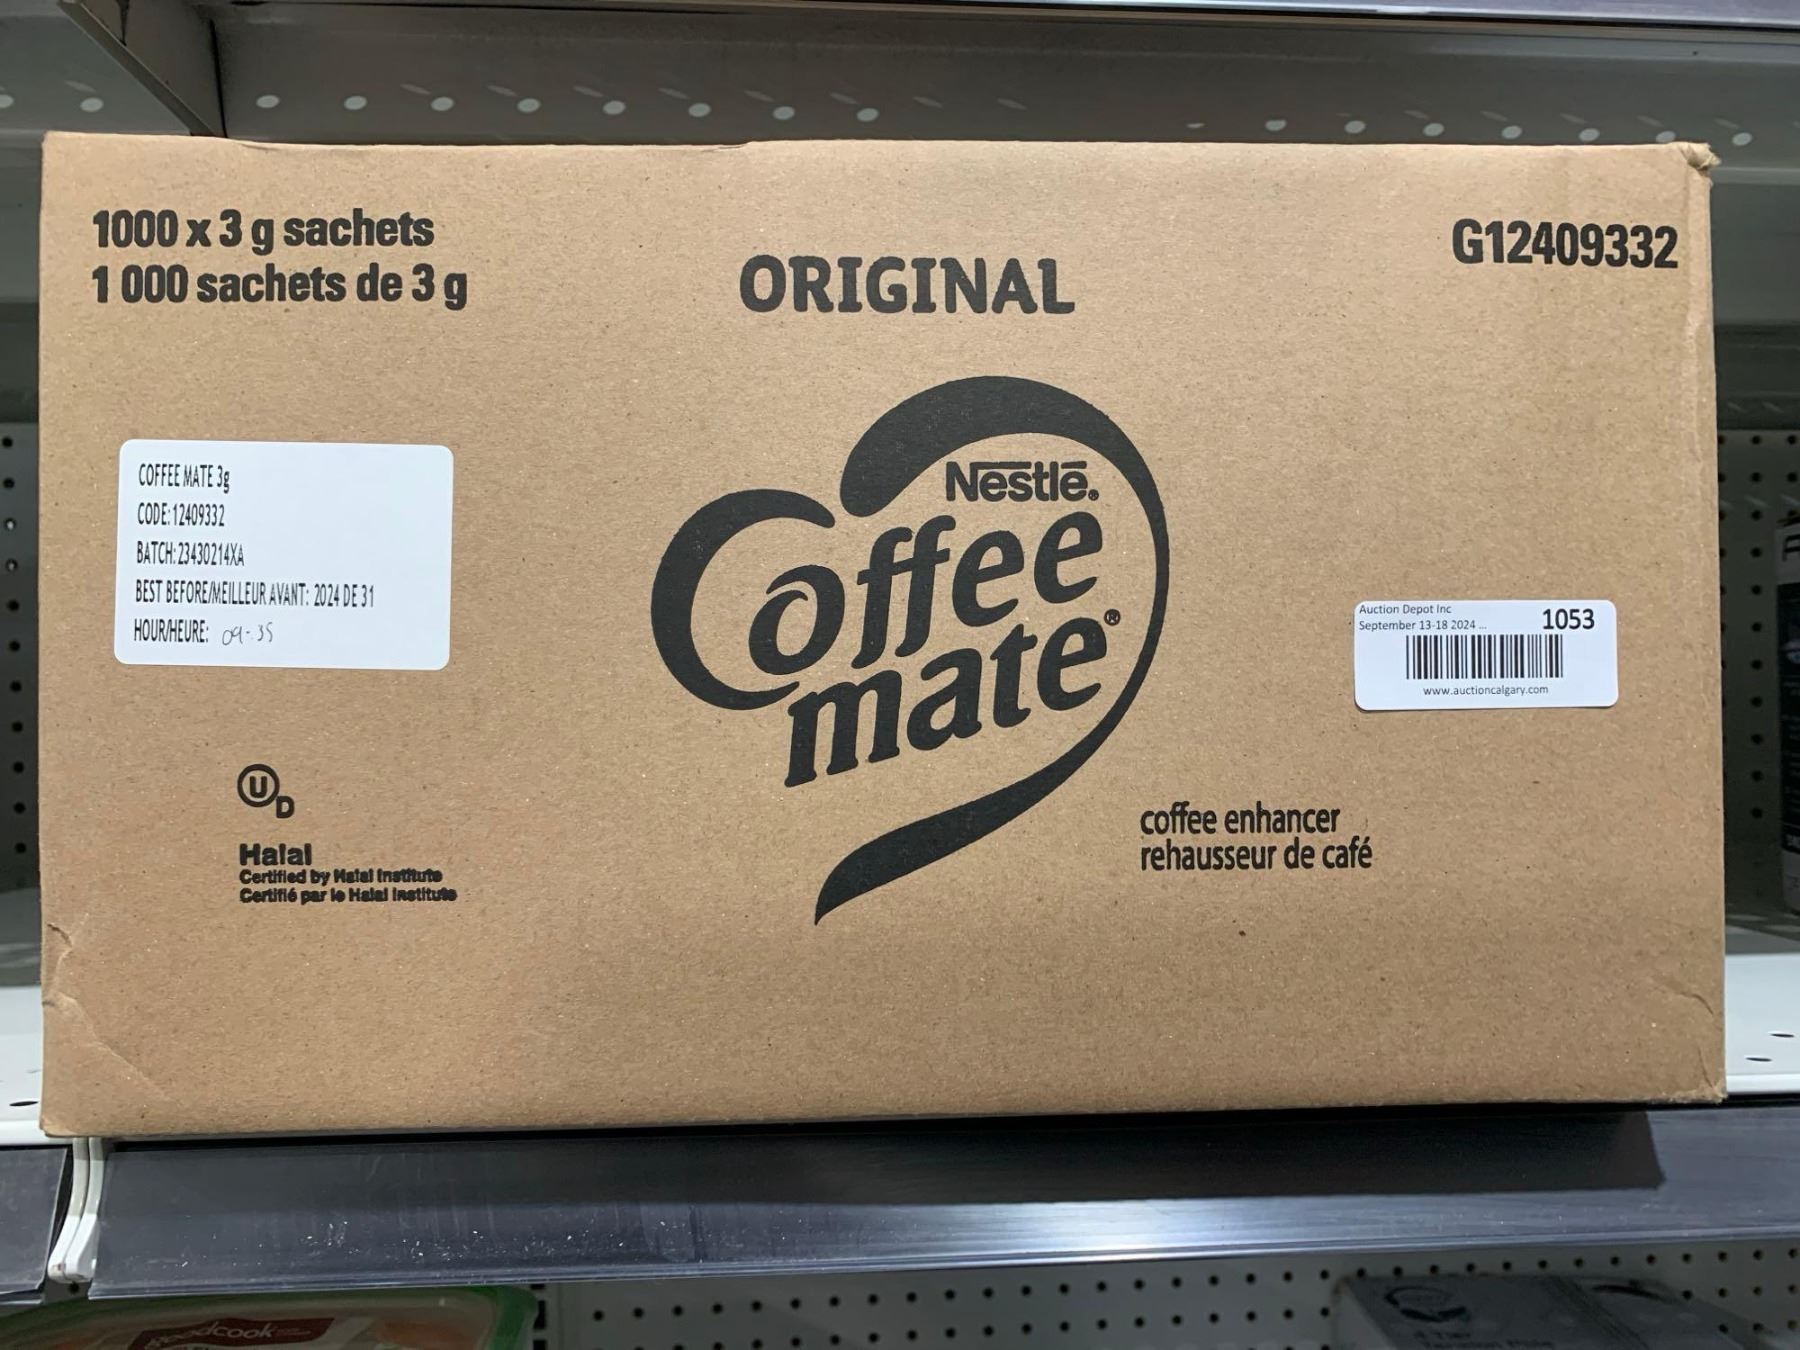 1000 x 3 g sachets
1 000 sachets de 3 g
ORIGINAL
G12409332
COFFEE MATE 3g
CODE: 12409332
BATCH: 23430214XA
BEST BEFORE/MEILLEUR AVANT: 2024 DE 31
HOUR/HEURE: 09-35
Nestlé®
Coffee
mate®
Auction Depot Inc
September 13-18 2024 ...
1053
www.auctioncalgary.com
U D
Halal
Certified by Halal Institute
Certifié par le Halal Institute
coffee enhancer
rehausseur de café
goodcook